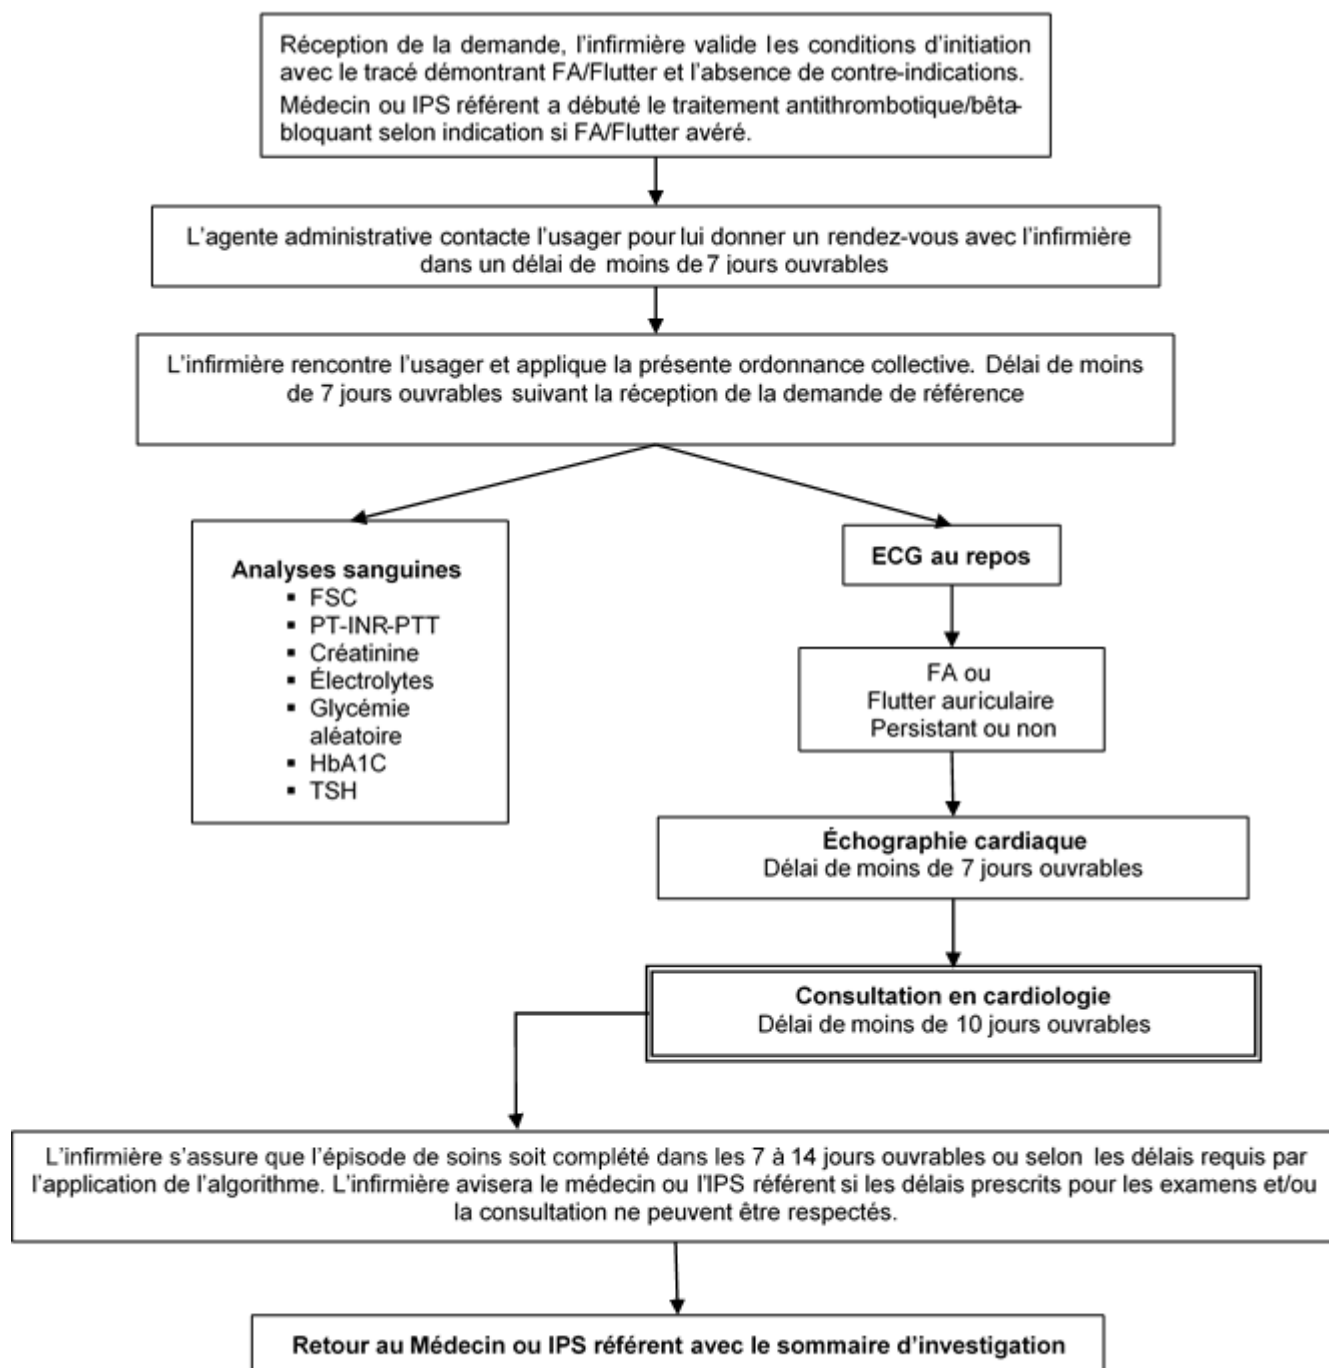 Réception de la demande, l'infirmière valide les conditions d'initiation
avec le tracé démontrant FA/Flutter et l'absence de contre-indications.
Médecin ou IPS référent a débuté le traitement antithrombotique/bêta-
bloquant selon indication si FA/Flutter avéré.
L'agente administrative contacte l'usager pour lui donner un rendez-vous avec l'infirmière
dans un délai de moins de 7 jours ouvrables
L'infirmière rencontre l'usager et applique la présente ordonnance collective. Délai de moins
de 7 jours ouvrables suivant la réception de la demande de référence
Analyses sanguines
▪ FSC
▪ PT-INR-PTT
▪ Créatinine
▪ Électrolytes
▪ Glycémie
aléatoire
▪ HbA1C
▪ TSH
ECG au repos
FA ou
Flutter auriculaire
Persistant ou non
Échographie cardiaque
Délai de moins de 7 jours ouvrables
Consultation en cardiologie
Délai de moins de 10 jours ouvrables
L'infirmière s'assure que l'épisode de soins soit complété dans les 7 à 14 jours ouvrables ou selon les délais requis par
l'application de l'algorithme. L'infirmière avisera le médecin ou l'IPS référent si les délais prescrits pour les examens et/ou
la consultation ne peuvent être respectés.
Retour au Médecin ou IPS référent avec le sommaire d'investigation